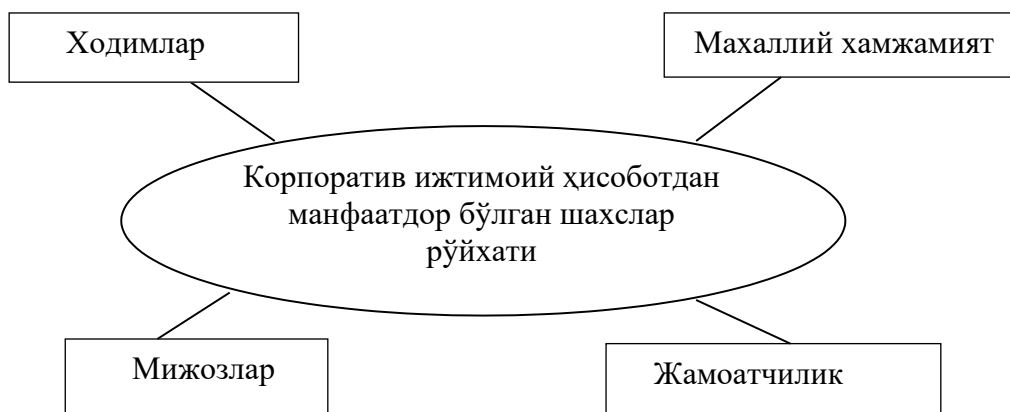 Ходимлар
Махаллий хамжамият
Корпоратив ижтимоий ҳисоботдан
манфаатдор бўлган шахслар
рўйхати
Мижозлар
Жамоатчилик